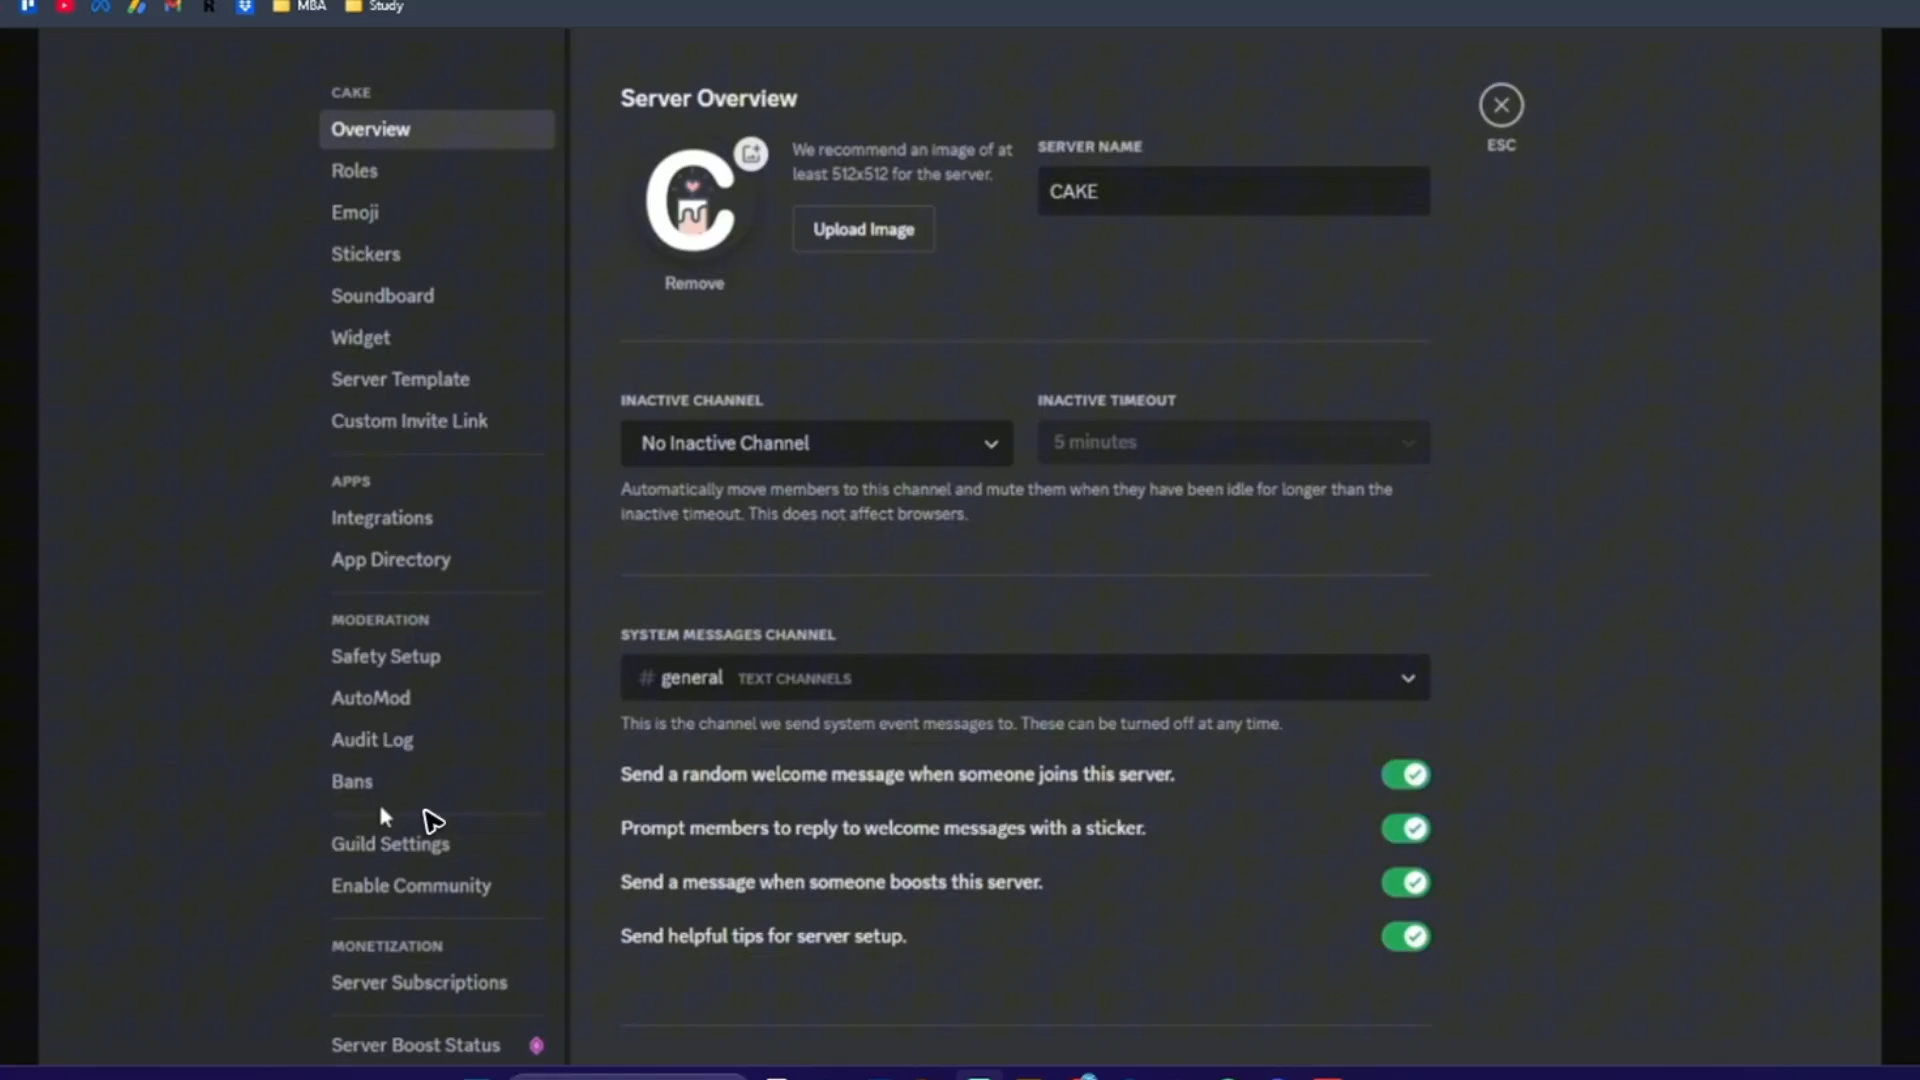 MBA
Study
CAKE
Overview
Roles
Emoji
Stickers
Soundboard
Widget
Server Template
Custom Invite Link
APPS
Integrations
App Directory
MODERATION
Safety Setup
AutoMod
Audit Log
Bans
Guild Settings
Enable Community
MONETIZATION
Server Subscriptions
Server Boost Status
Server Overview
C
Remove
We recommend an image of at
least 512x512 for the server.
Upload Image
SERVER NAME
CAKE
ESC
INACTIVE CHANNEL
No Inactive Channel
INACTIVE TIMEOUT
5 minutes
Automatically move members to this channel and mute them when they have been idle for longer than the
inactive timeout. This does not affect browsers.
SYSTEM MESSAGES CHANNEL
# general TEXT CHANNELS
This is the channel we send system event messages to. These can be turned off at any time.
Send a random welcome message when someone joins this server.
Prompt members to reply to welcome messages with a sticker.
Send a message when someone boosts this server.
Send helpful tips for server setup.